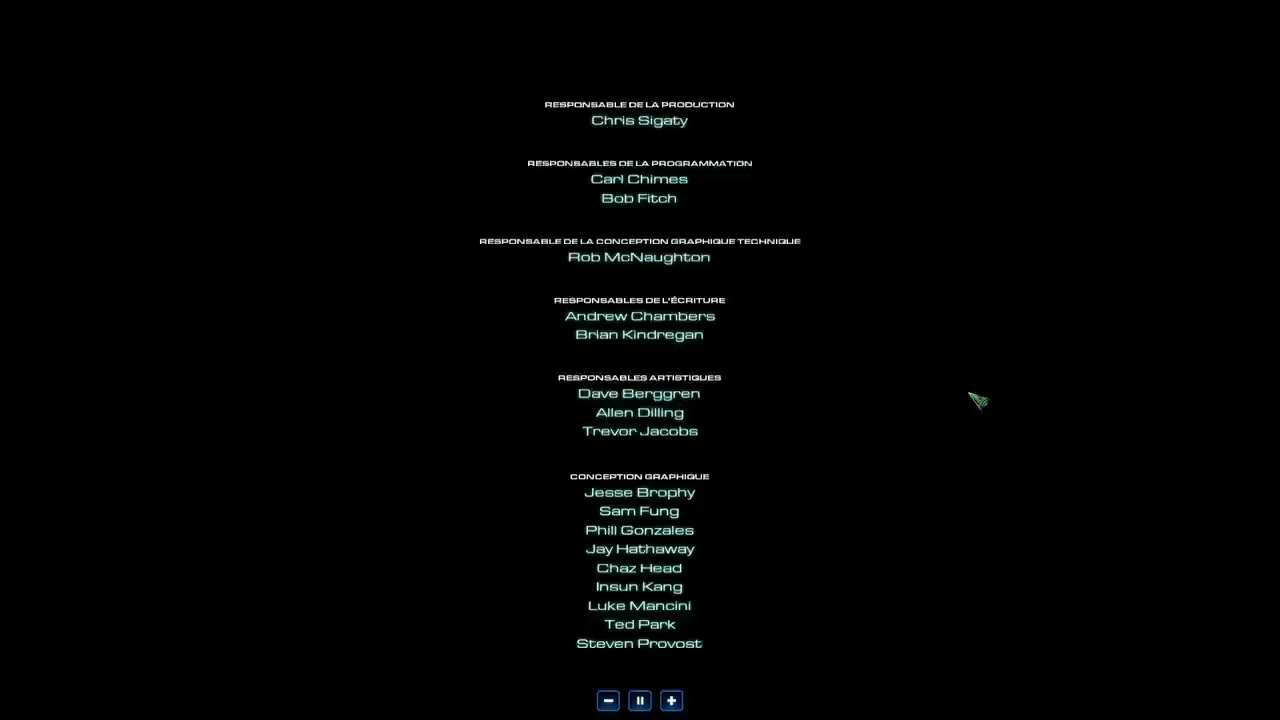 RESPONSABLE DE LA PRODUCTION
Chris Sigaty
RESPONSABLES DE LA PROGRAMMATION
Carl Chimes
Bob Fitch
RESPONSABLE DE LA CONCEPTION GRAPHIQUE TECHNIQUE
Rob McNaughton
RESPONSABLES DE L'ÉCRITURE
Andrew Chambers
Brian Kindregan
RESPONSABLES ARTISTIQUES
Dave Berggren
Allen Dilling
Trevor Jacobs
CONCEPTION GRAPHIQUE
Jesse Brophy
Sam Fung
Phill Gonzales
Jay Hathaway
Chaz Head
Insun Kang
Luke Mancini
Ted Park
Steven Provost